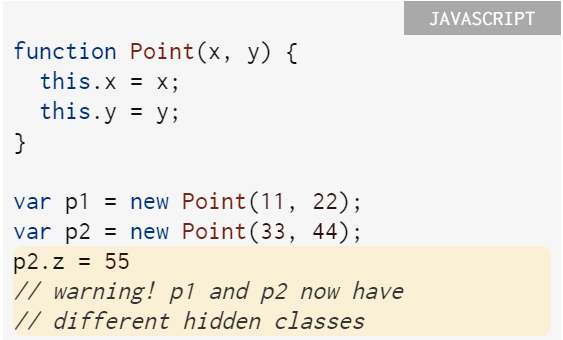 JAVASCRIPT
function Point(x, y) {
  this.x = x;
  this.y = y;
}
var p1 = new Point(11, 22);
var p2 = new Point(33, 44);
p2.z = 55
// warning! p1 and p2 now have
// different hidden classes